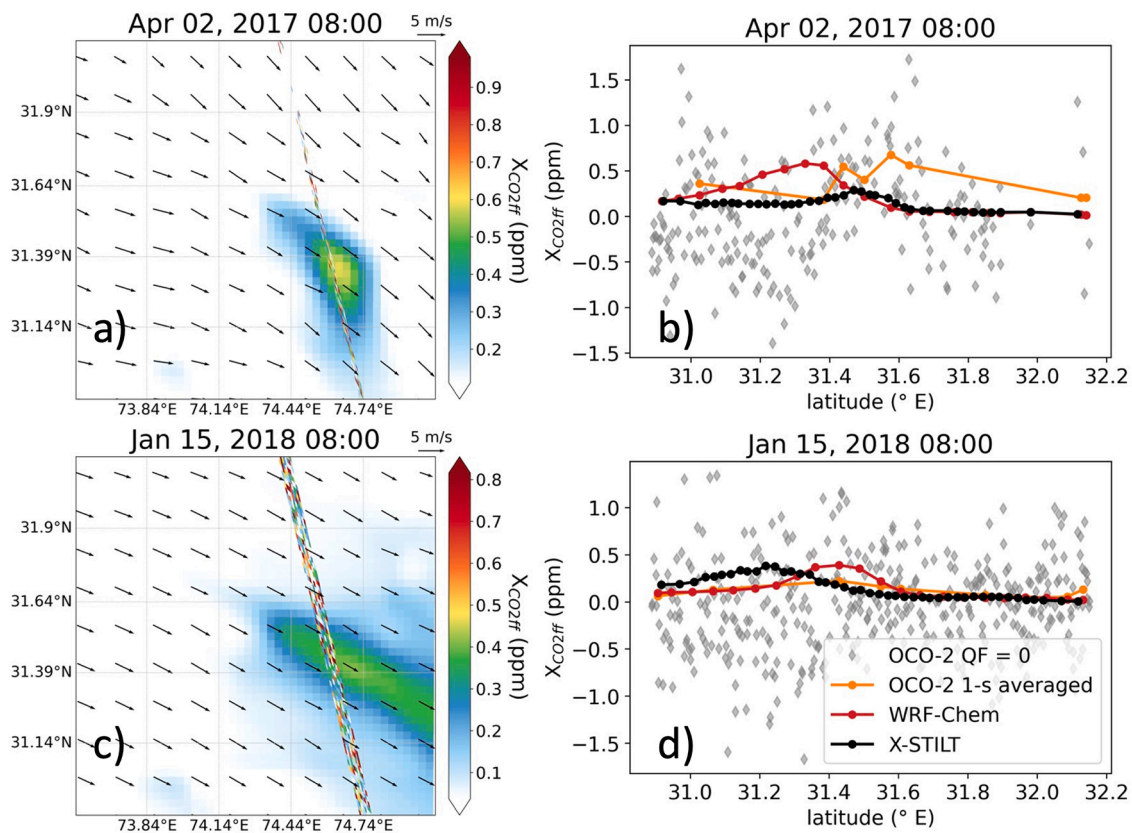 Apr 02, 2017 08:00
5 m/s
31.9°N
31.64°N
31.39°N
31.14°N
73.84°E 74.14°E 74.44°E 74.74°E
a)
0.9
0.8
0.7
0.6
0.5
0.4
0.3
0.2
XCO2ff (ppm)
Apr 02, 2017 08:00
1.5
1.0
0.5
0.0
−0.5
−1.0
−1.5
XCO2ff (ppm)
b)
31.0 31.2 31.4 31.6 31.8 32.0 32.2
latitude (° E)
Jan 15, 2018 08:00
5 m/s
31.9°N
31.64°N
31.39°N
31.14°N
73.84°E 74.14°E 74.44°E 74.74°E
c)
0.8
0.7
0.6
0.5
0.4
0.3
0.2
0.1
XCO2ff (ppm)
Jan 15, 2018 08:00
1.0
0.5
0.0
−0.5
−1.0
−1.5
XCO2ff (ppm)
d)
OCO-2 QF = 0
OCO-2 1-s averaged
WRF-Chem
X-STILT
31.0 31.2 31.4 31.6 31.8 32.0 32.2
latitude (° E)